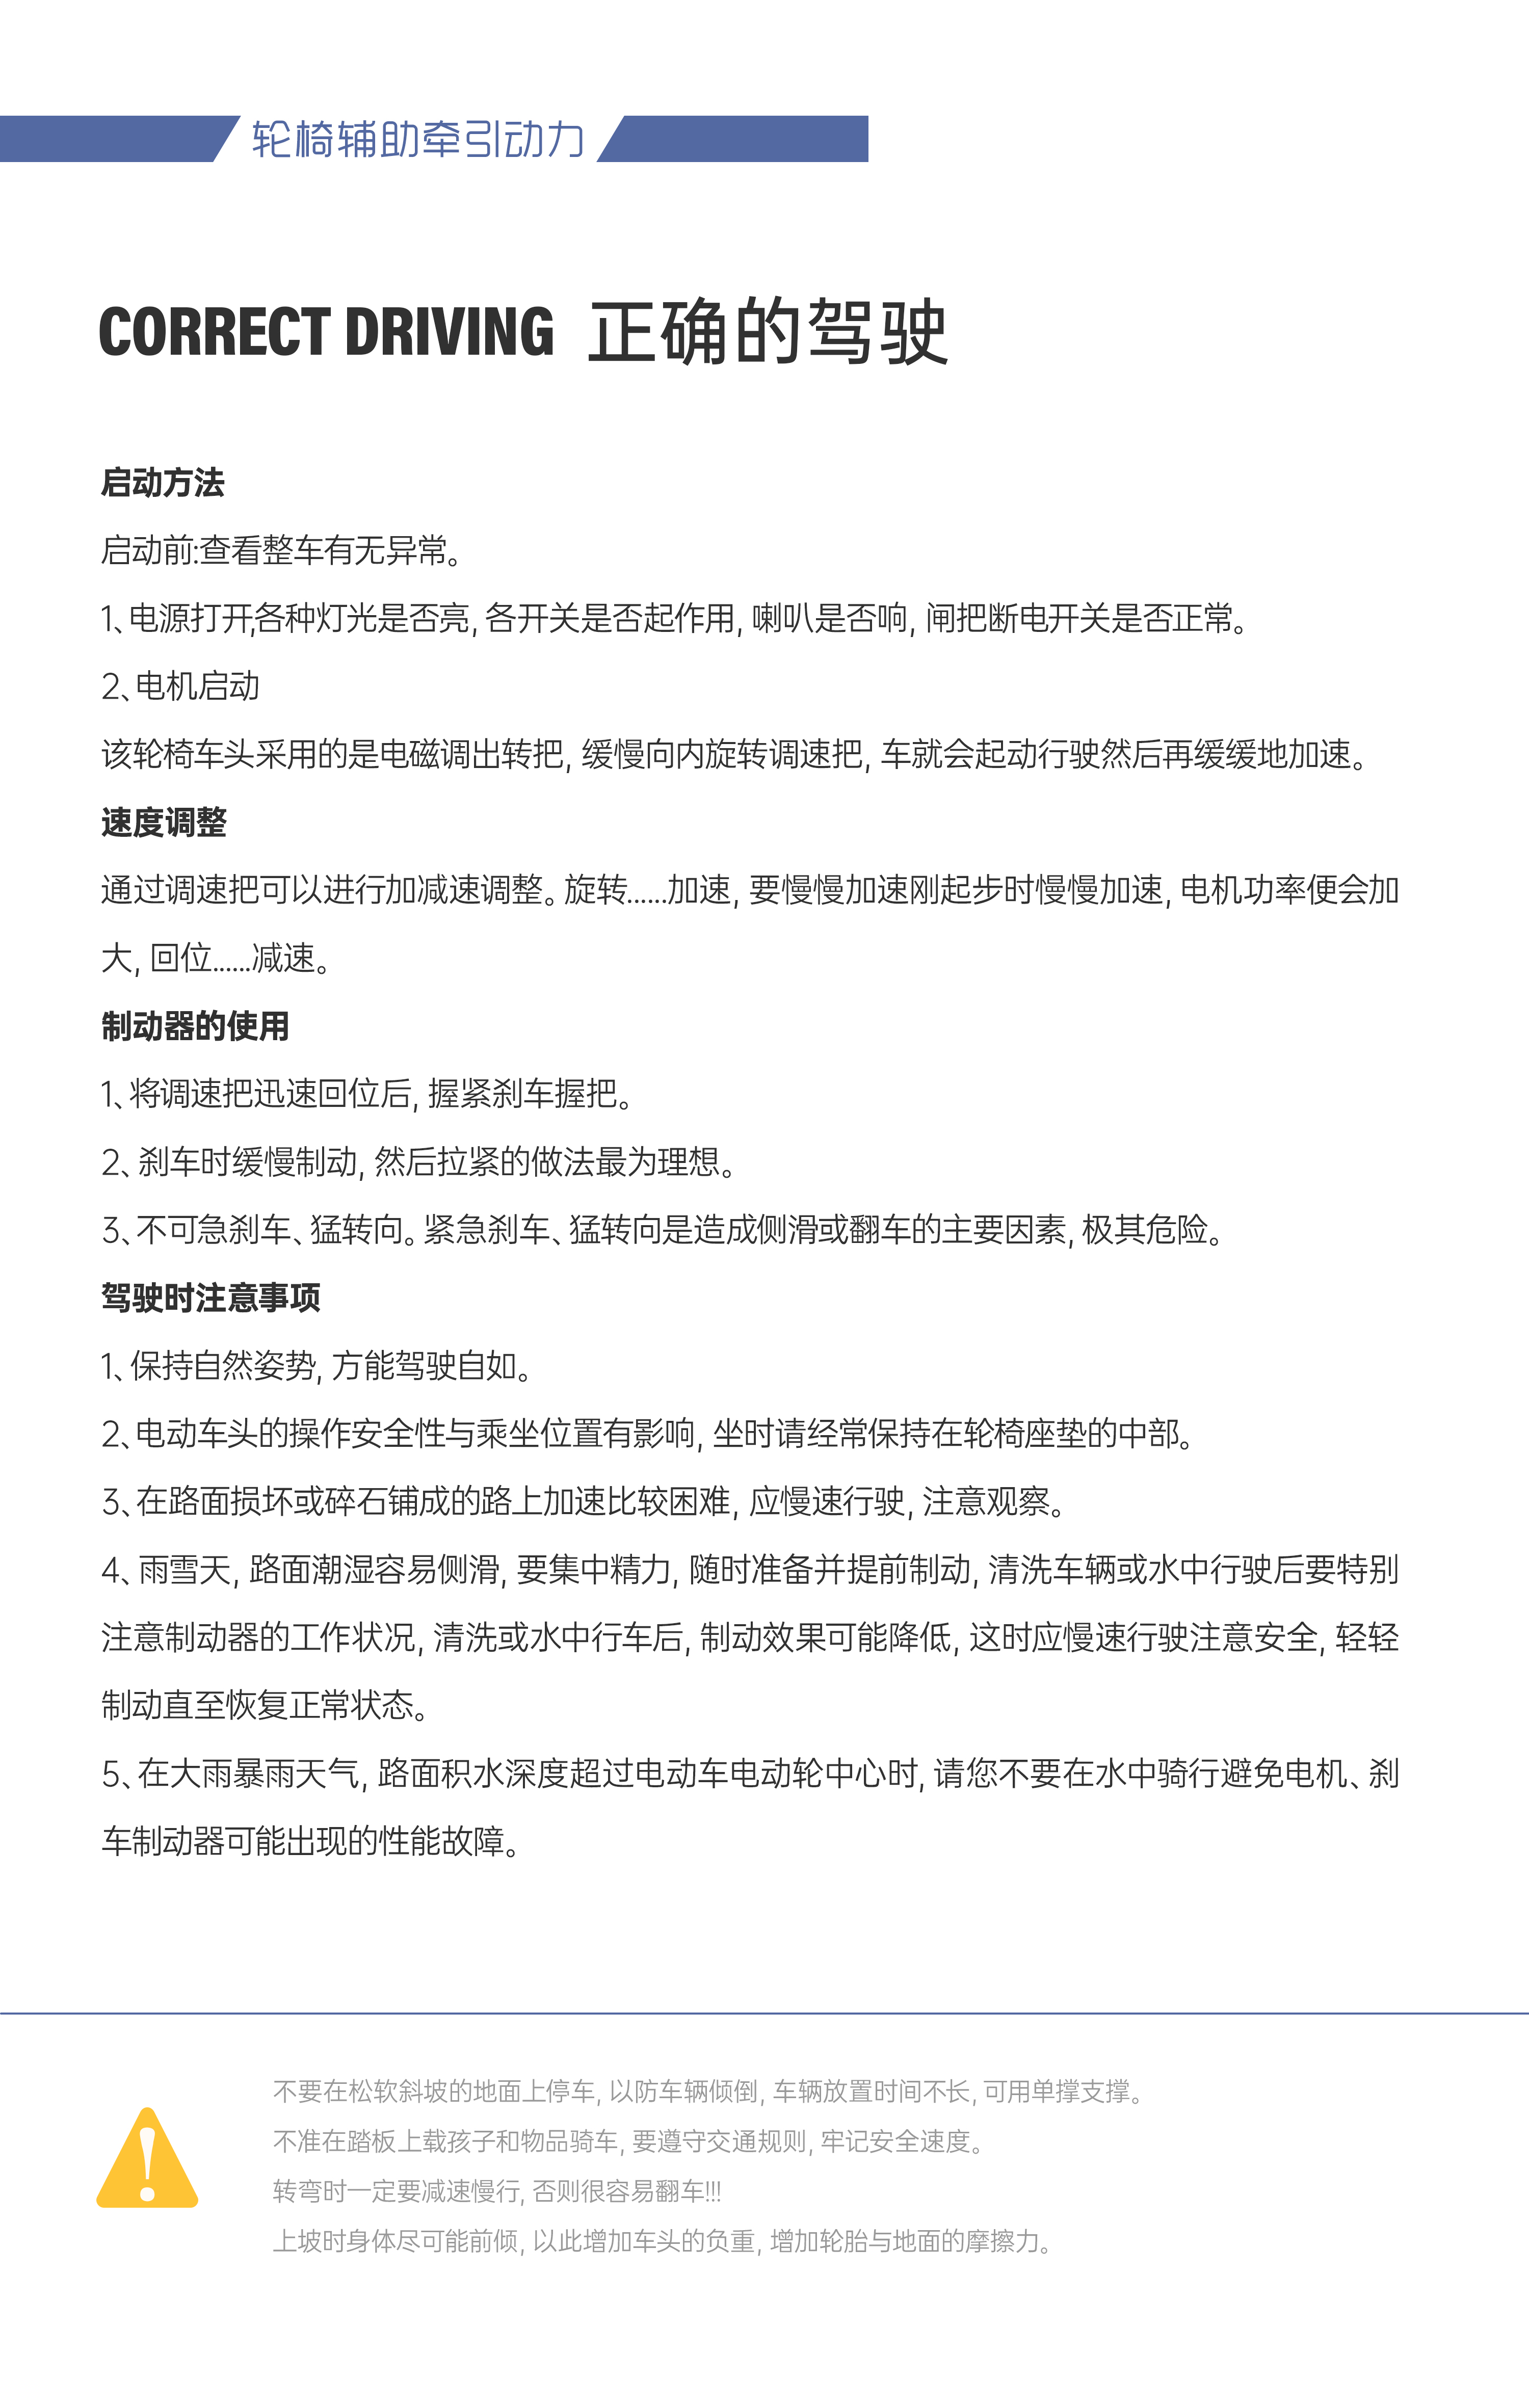 轮椅辅助牵引动力
CORRECT DRIVING 正确的驾驶
启动方法
启动前:查看整车有无异常。
1、电源打开,各种灯光是否亮, 各开关是否起作用, 喇叭是否响, 闸把断电开关是否正常。
2、电机启动
该轮椅车头采用的是电磁调出转把, 缓慢向内旋转调速把, 车就会起动行驶然后再缓缓地加速。
速度调整
通过调速把可以进行加减速调整。旋转......加速, 要慢慢加速刚起步时慢慢加速, 电机功率便会加
大, 回位......减速。
制动器的使用
1、将调速把迅速回位后, 握紧刹车握把。
2、刹车时缓慢制动, 然后拉紧的做法最为理想。
3、不可急刹车、猛转向。紧急刹车、猛转向是造成侧滑或翻车的主要因素, 极其危险。
驾驶时注意事项
1、保持自然姿势, 方能驾驶自如。
2、电动车头的操作安全性与乘坐位置有影响, 坐时请经常保持在轮椅座垫的中部。
3、在路面损坏或碎石铺成的路上加速比较困难, 应慢速行驶, 注意观察。
4、雨雪天, 路面潮湿容易侧滑, 要集中精力, 随时准备并提前制动, 清洗车辆或水中行驶后要特别
注意制动器的工作状况, 清洗或水中行车后, 制动效果可能降低, 这时应慢速行驶注意安全, 轻轻
制动直至恢复正常状态。
5、在大雨暴雨天气, 路面积水深度超过电动车电动轮中心时, 请您不要在水中骑行避免电机、刹
车制动器可能出现的性能故障。
不要在松软斜坡的地面上停车, 以防车辆倾倒, 车辆放置时间不长, 可用单撑支撑。
不准在踏板上载孩子和物品骑车, 要遵守交通规则, 牢记安全速度。
转弯时一定要减速慢行, 否则很容易翻车!!!
上坡时身体尽可能前倾, 以此增加车头的负重, 增加轮胎与地面的摩擦力。